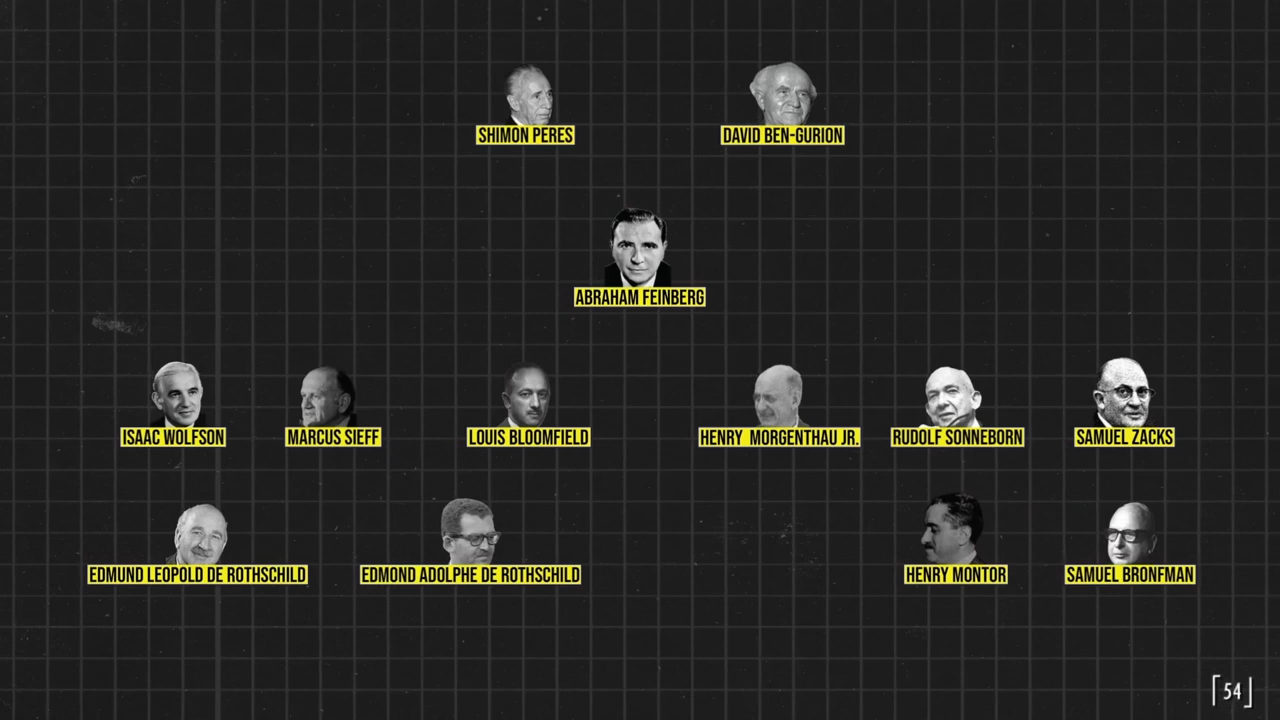 SHIMON PERES
DAVID BEN-GURION
ABRAHAM FEINBERG
ISAAC WOLFSON
MARCUS SIEFF
LOUIS BLOOMFIELD
HENRY MORGENTHAU JR.
RUDOLF SONNEBORN
SAMUEL ZACKS
EDMUND LEOPOLD DE ROTHSCHILD
EDMOND ADOLPHE DE ROTHSCHILD
HENRY MONTOR
SAMUEL BRONFMAN
[54]